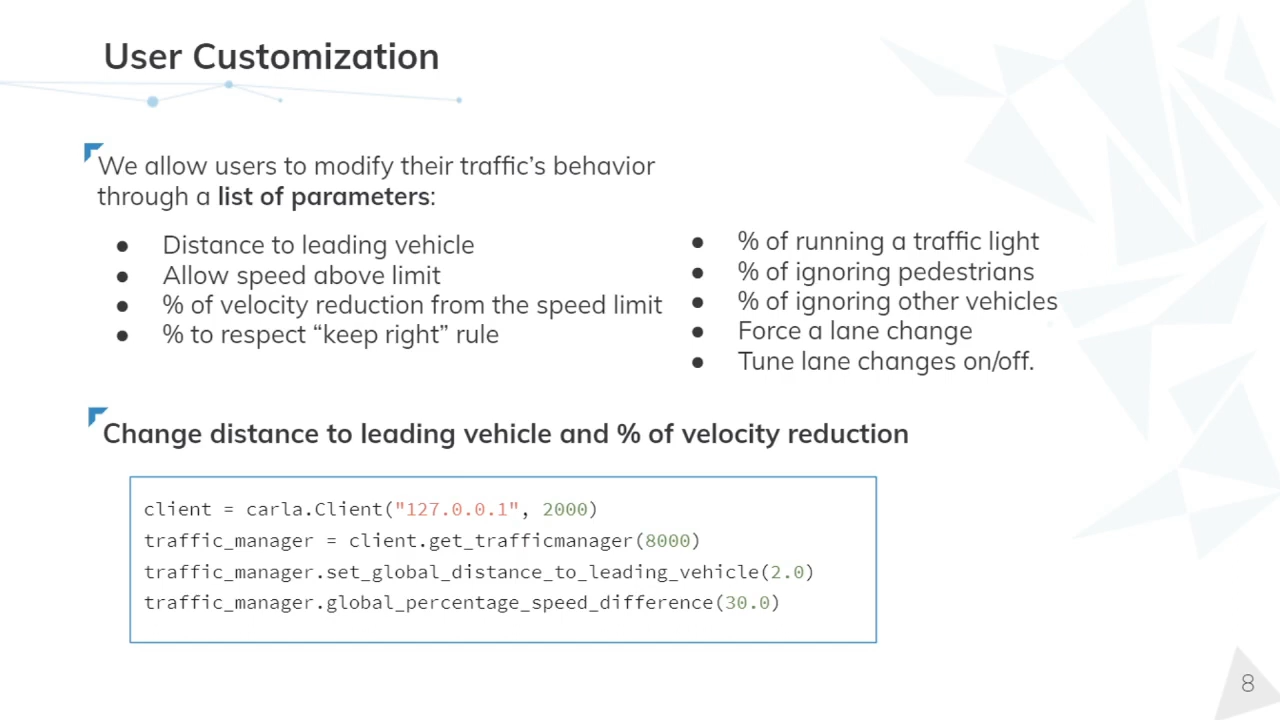 User Customization
We allow users to modify their traffic's behavior
through a list of parameters:
● Distance to leading vehicle
● Allow speed above limit
● % of velocity reduction from the speed limit
● % to respect “keep right” rule
● % of running a traffic light
● % of ignoring pedestrians
● % of ignoring other vehicles
● Force a lane change
● Tune lane changes on/off.
Change distance to leading vehicle and % of velocity reduction
client = carla.Client("127.0.0.1", 2000)
traffic_manager = client.get_trafficmanager(8000)
traffic_manager.set_global_distance_to_leading_vehicle(2.0)
traffic_manager.global_percentage_speed_difference(30.0)
8